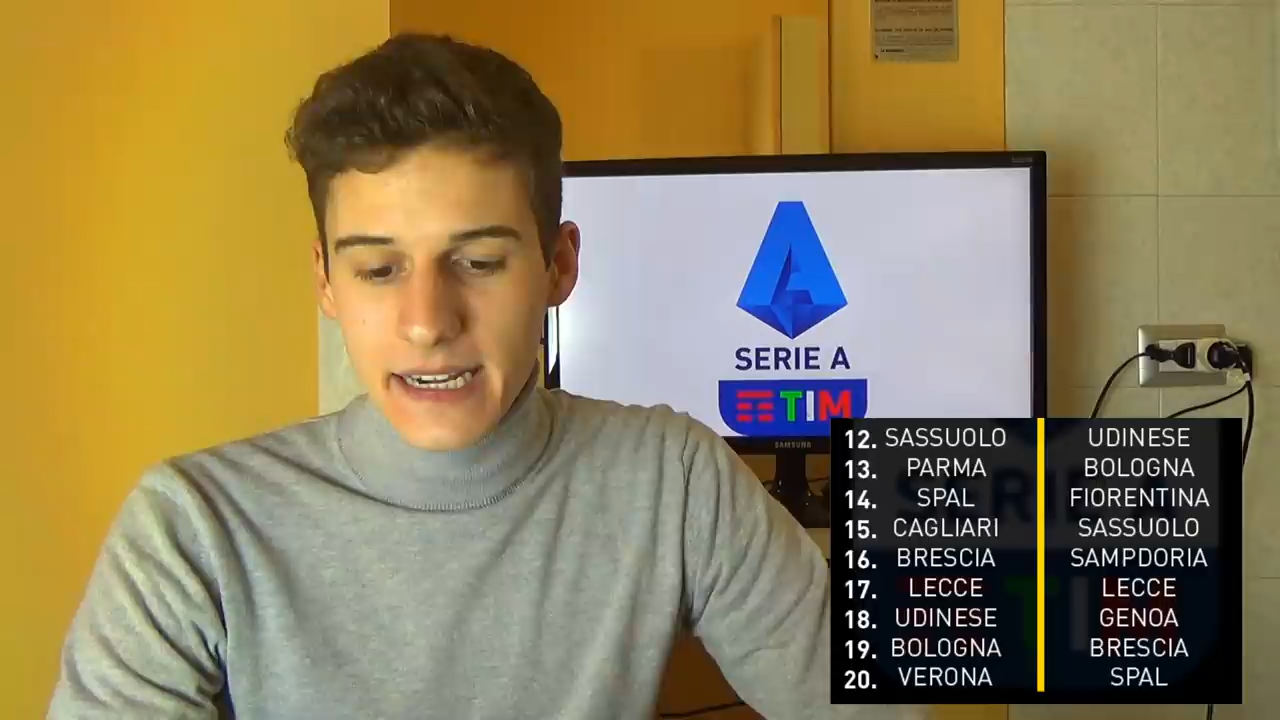 SERIE A
TIM
SAMSUNG
12. SASSUOLO UDINESE
13. PARMA BOLOGNA
14. SPAL FIORENTINA
15. CAGLIARI SASSUOLO
16. BRESCIA SAMPDORIA
17. LECCE LECCE
18. UDINESE GENOA
19. BOLOGNA BRESCIA
20. VERONA SPAL